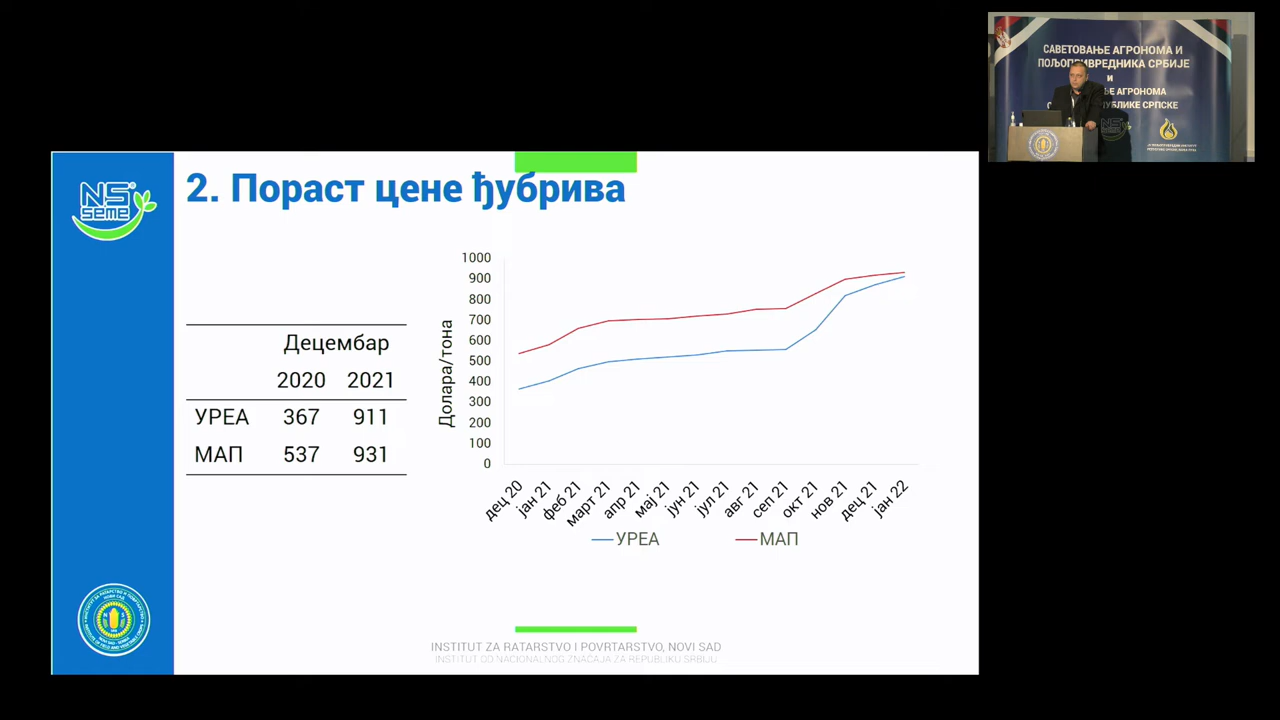 САВЕТОВАЊЕ АГРОНОМА И
ПОЉОПРИВРЕДНИКА СРБИЈЕ
И
АГРОНОМА
СРПСКЕ
NS
seme
2. Пораст цене ђубрива
Децембар
2020 2021
УРЕА 367 911
МАП 537 931
Долара/тона
1000
900
800
700
600
500
400
300
200
100
0
дец 20 јан 21 феб 21 март 21 апр 21 мај 21 јун 21 јул 21 авг 21 сеп 21 окт 21 нов 21 дец 21 јан 22
УРЕА МАП
INSTITUT ZA RATARSTVO I POVRTARSTVO, NOVI SAD
INSTITUT OD NACIONALNOG ZNAČAJA ZA REPUBLIKU SRBIJU